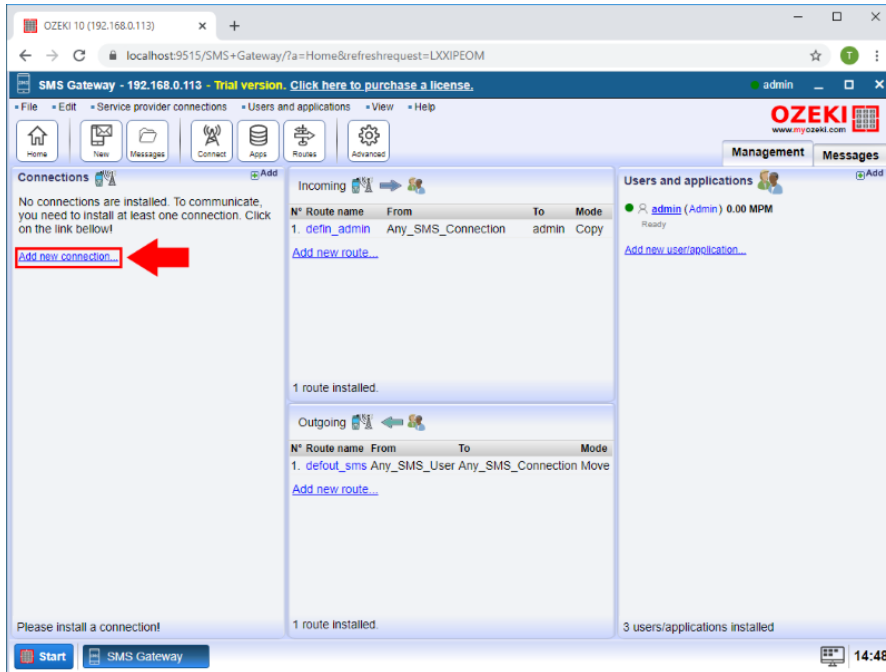 OZEKI 10 (192.168.0.113)
localhost:9515/SMS+Gateway/?a=Home&refreshrequest=LXXIPEOM
T
SMS Gateway - 192.168.0.113 - Trial version. Click here to purchase a license.
admin
File Edit Service provider connections Users and applications View Help
OZEKI
www.myozeki.com
Home New Messages Connect Apps Routes Advanced
Management Messages
Connections Add
No connections are installed. To communicate,
you need to install at least one connection. Click
on the link bellow!
Add new connection...
Please install a connection!
Incoming
N° Route name From To Mode
1. defin_admin Any_SMS_Connection admin Copy
Add new route...
1 route installed.
Outgoing
N° Route name From To Mode
1. defout_sms Any_SMS_User Any_SMS_Connection Move
Add new route...
1 route installed.
Users and applications Add
admin (Admin) 0.00 MPM
Ready
Add new user/application...
3 users/applications installed
Start SMS Gateway 14:48